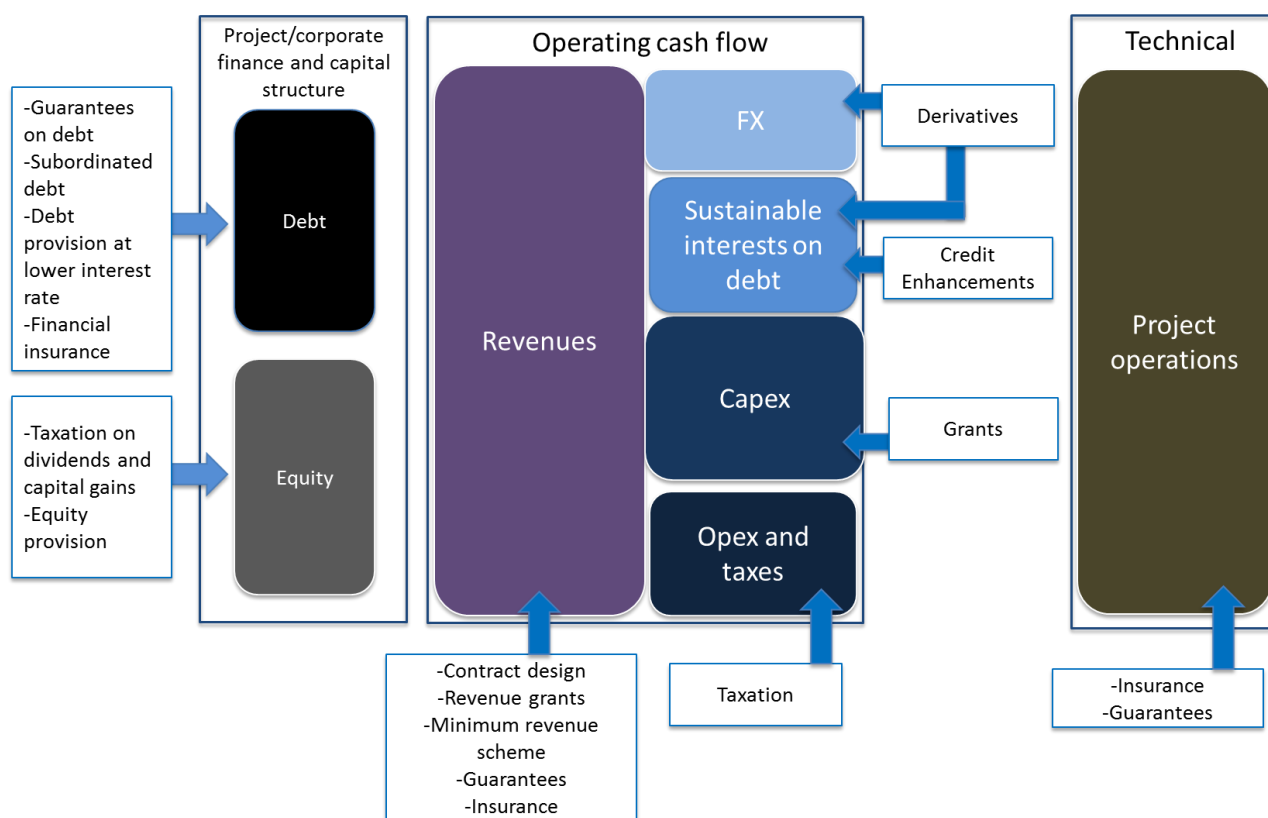 Project/corporate
finance and capital
structure
-Guarantees
on debt
-Subordinated
debt
-Debt
provision at
lower interest
rate
-Financial
insurance
Debt
-Taxation on
dividends and
capital gains
-Equity
provision
Equity
Operating cash flow
Revenues
FX
Sustainable
interests on
debt
Capex
Opex and
taxes
Derivatives
Credit
Enhancements
Grants
-Contract design
-Revenue grants
-Minimum revenue
scheme
-Guarantees
-Insurance
Taxation
Technical
Project
operations
-Insurance
-Guarantees